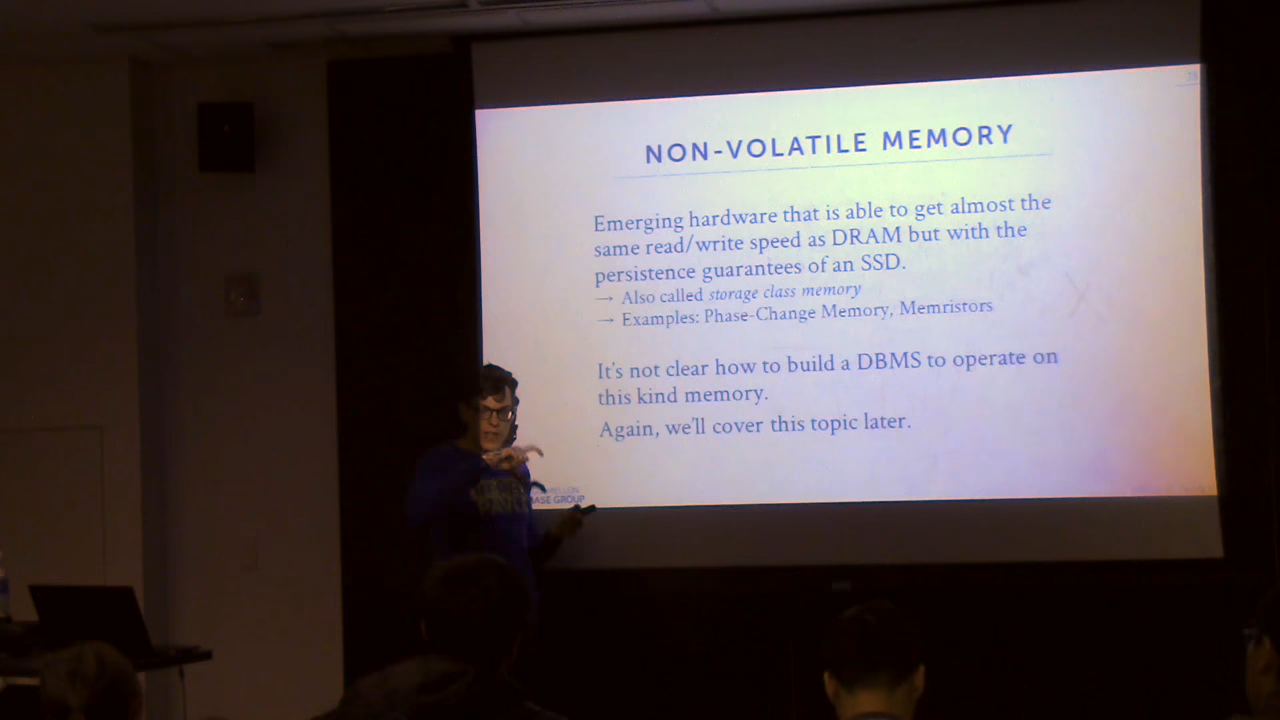 NON-VOLATILE MEMORY
Emerging hardware that is able to get almost the
same read/write speed as DRAM but with the
persistence guarantees of an SSD.
→ Also called storage class memory
→ Examples: Phase-Change Memory, Memristors
It's not clear how to build a DBMS to operate on
this kind memory.
Again, we'll cover this topic later.
GROUP